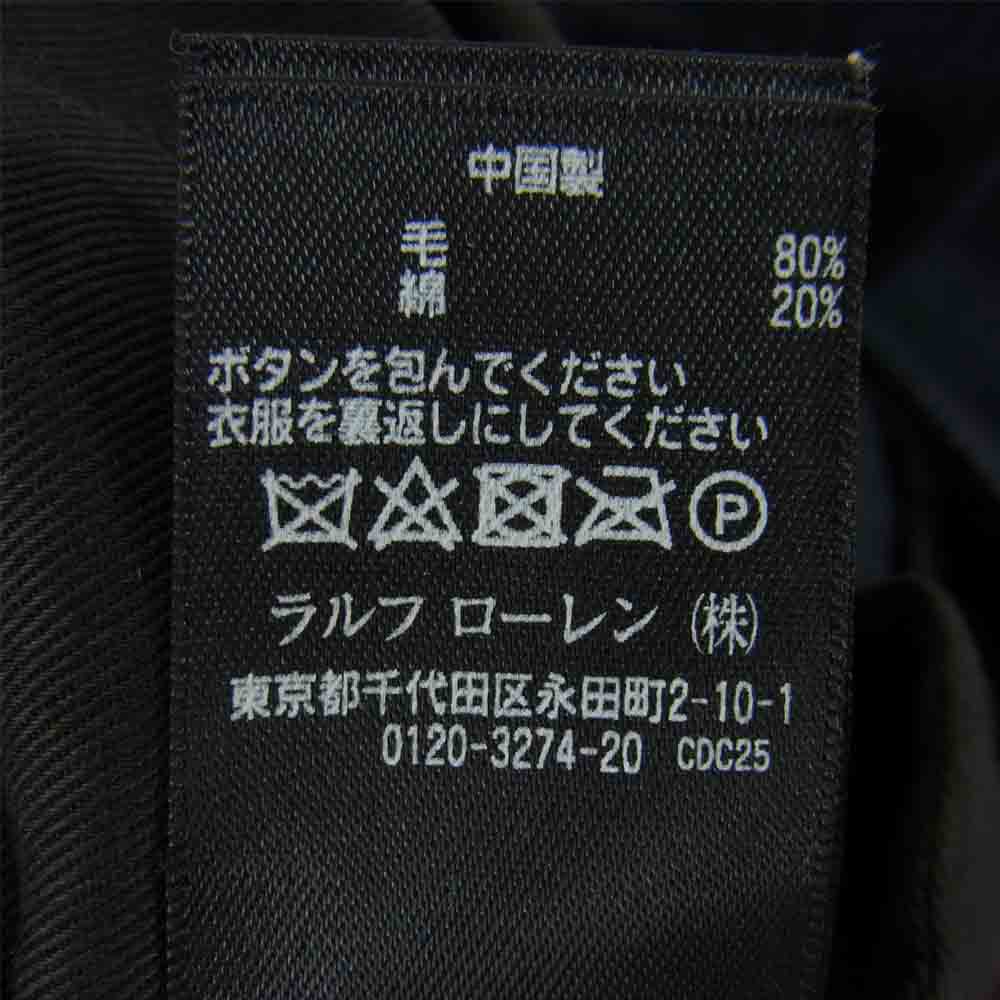 中国製
毛 80%
綿 20%
ボタンを包んでください
衣服を裏返しにしてください
P
ラルフ ローレン (株)
東京都千代田区永田町2-10-1
0120-3274-20 CDC25